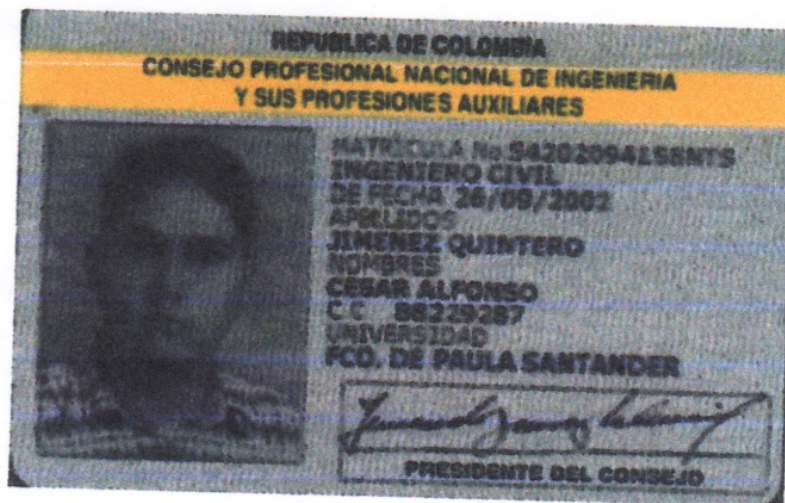 REPUBLICA DE COLOMBIA
CONSEJO PROFESIONAL NACIONAL DE INGENIERIA
Y SUS PROFESIONES AUXILIARES
MATRICULA No 54202094158NTS
INGENIERO CIVIL
DE FECHA 26/09/2002
APELLIDOS
JIMENEZ QUINTERO
NOMBRES
CESAR ALFONSO
C.C 88229287
UNIVERSIDAD
FCO. DE PAULA SANTANDER
PRESIDENTE DEL CONSEJO